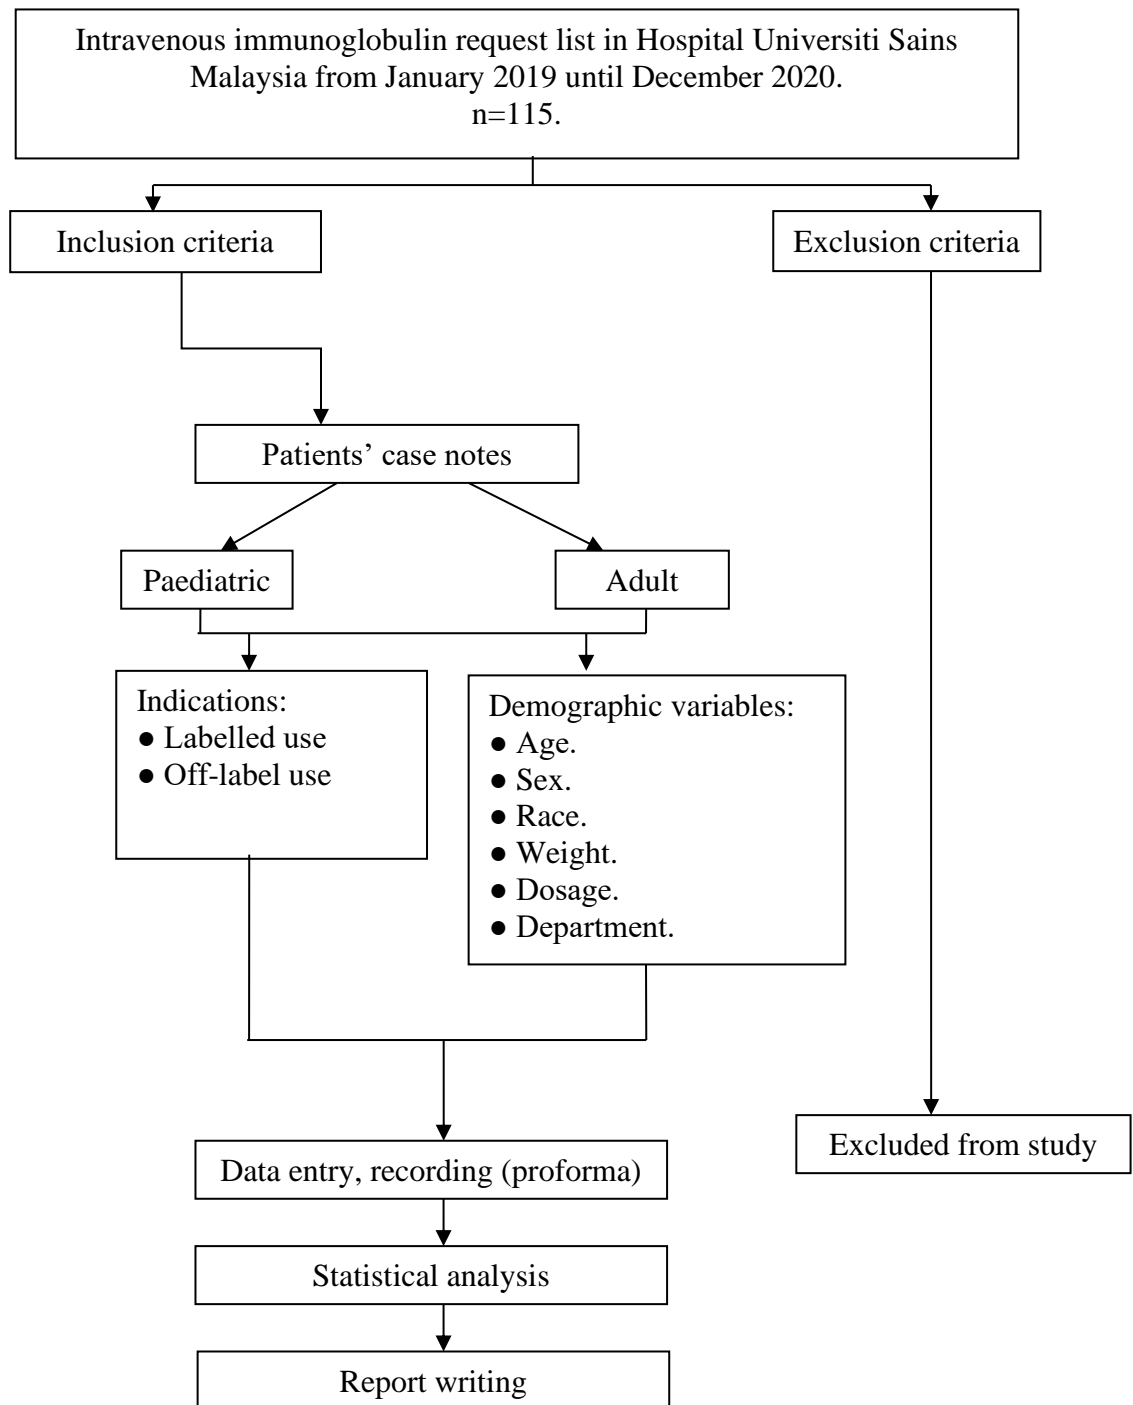 Intravenous immunoglobulin request list in Hospital Universiti Sains
Malaysia from January 2019 until December 2020.
n=115.
Inclusion criteria
Exclusion criteria
Patients’ case notes
Paediatric
Adult
Indications:
● Labelled use
● Off-label use
Demographic variables:
● Age.
● Sex.
● Race.
● Weight.
● Dosage.
● Department.
Excluded from study
Data entry, recording (proforma)
Statistical analysis
Report writing